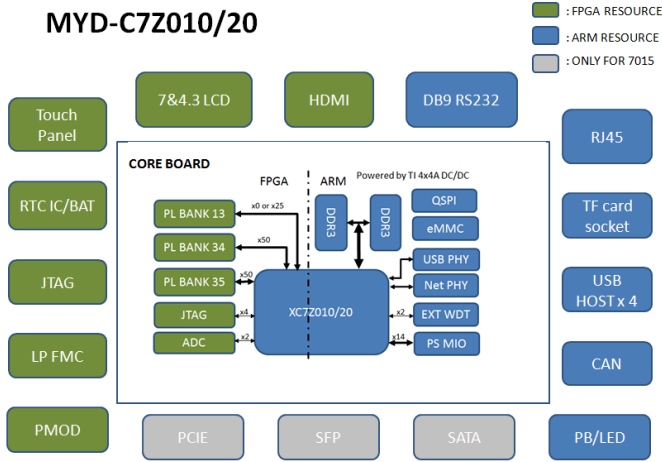 MYD-C7Z010/20
: FPGA RESOURCE
: ARM RESOURCE
: ONLY FOR 7015
7&4.3 LCD
HDMI
DB9 RS232
Touch
Panel
RTC IC/BAT
JTAG
LP FMC
PMOD
CORE BOARD
FPGA
ARM
Powered by TI 4x4A DC/DC
PL BANK 13
x0 or x25
PL BANK 34
x50
PL BANK 35
x50
JTAG
x4
ADC
x2
DDR3
DDR3
XC7Z010/20
QSPI
eMMC
USB PHY
Net PHY
x2
EXT WDT
x14
PS MIO
RJ45
TF card
socket
USB
HOST x 4
CAN
PCIE
SFP
SATA
PB/LED